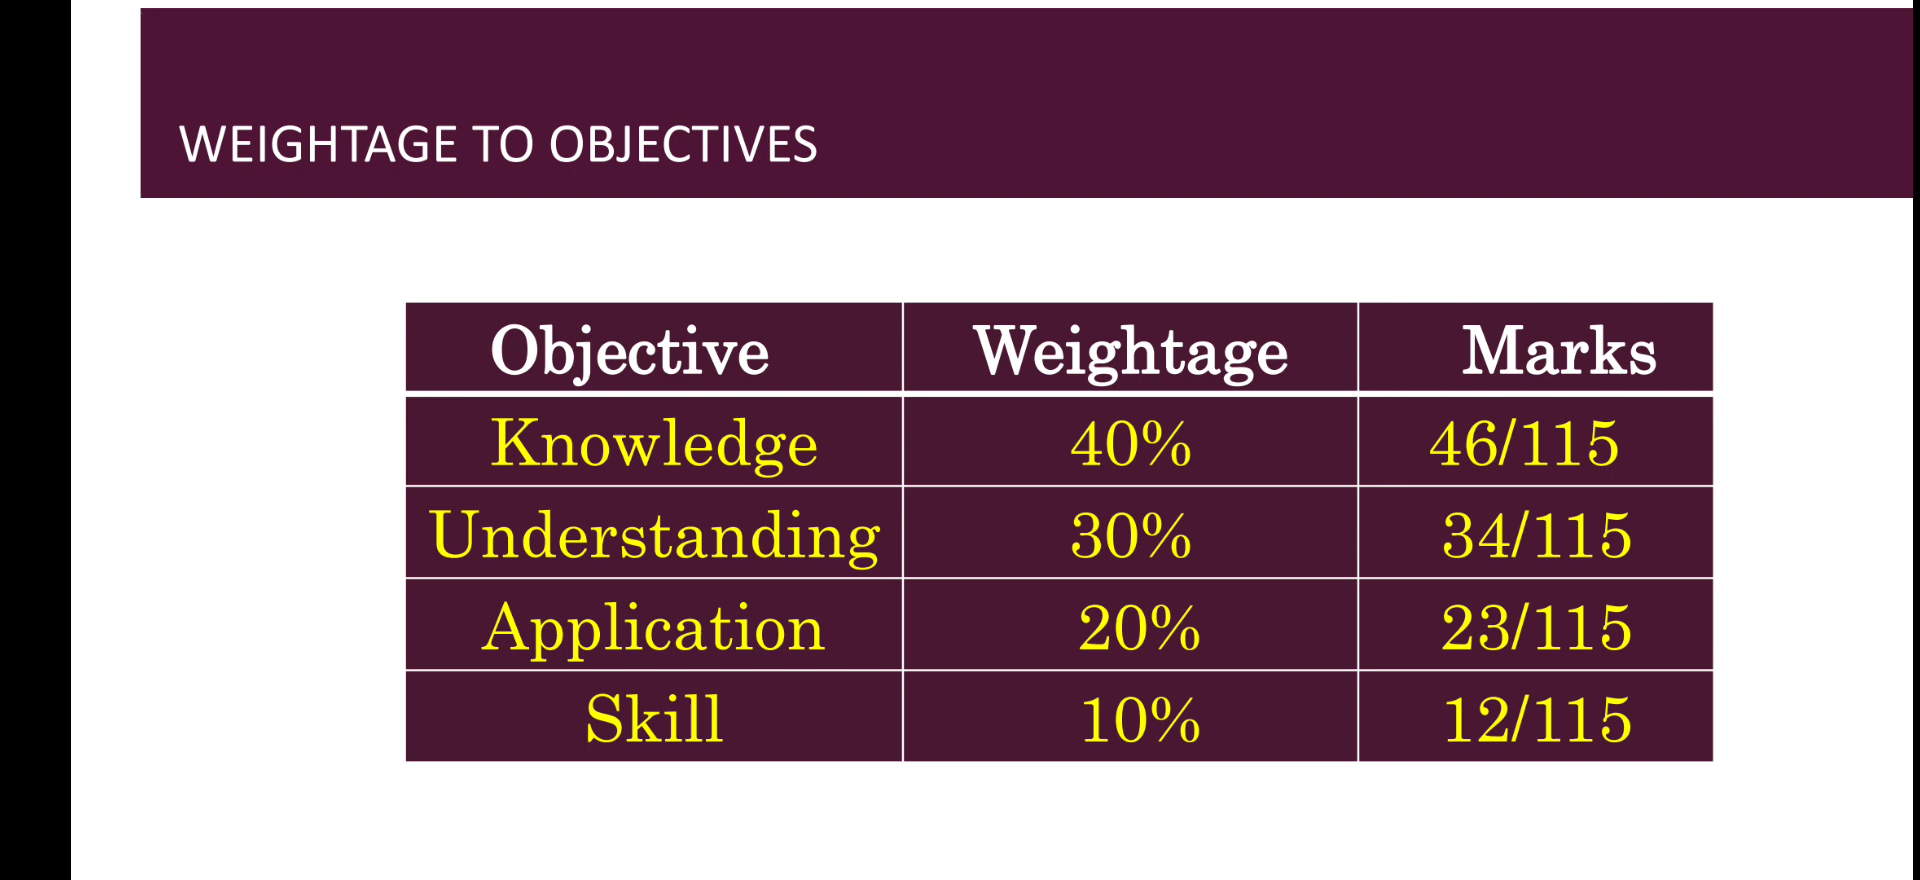 WEIGHTAGE TO OBJECTIVES
Objective Weightage Marks
Knowledge 40% 46/115
Understanding 30% 34/115
Application 20% 23/115
Skill 10% 12/115